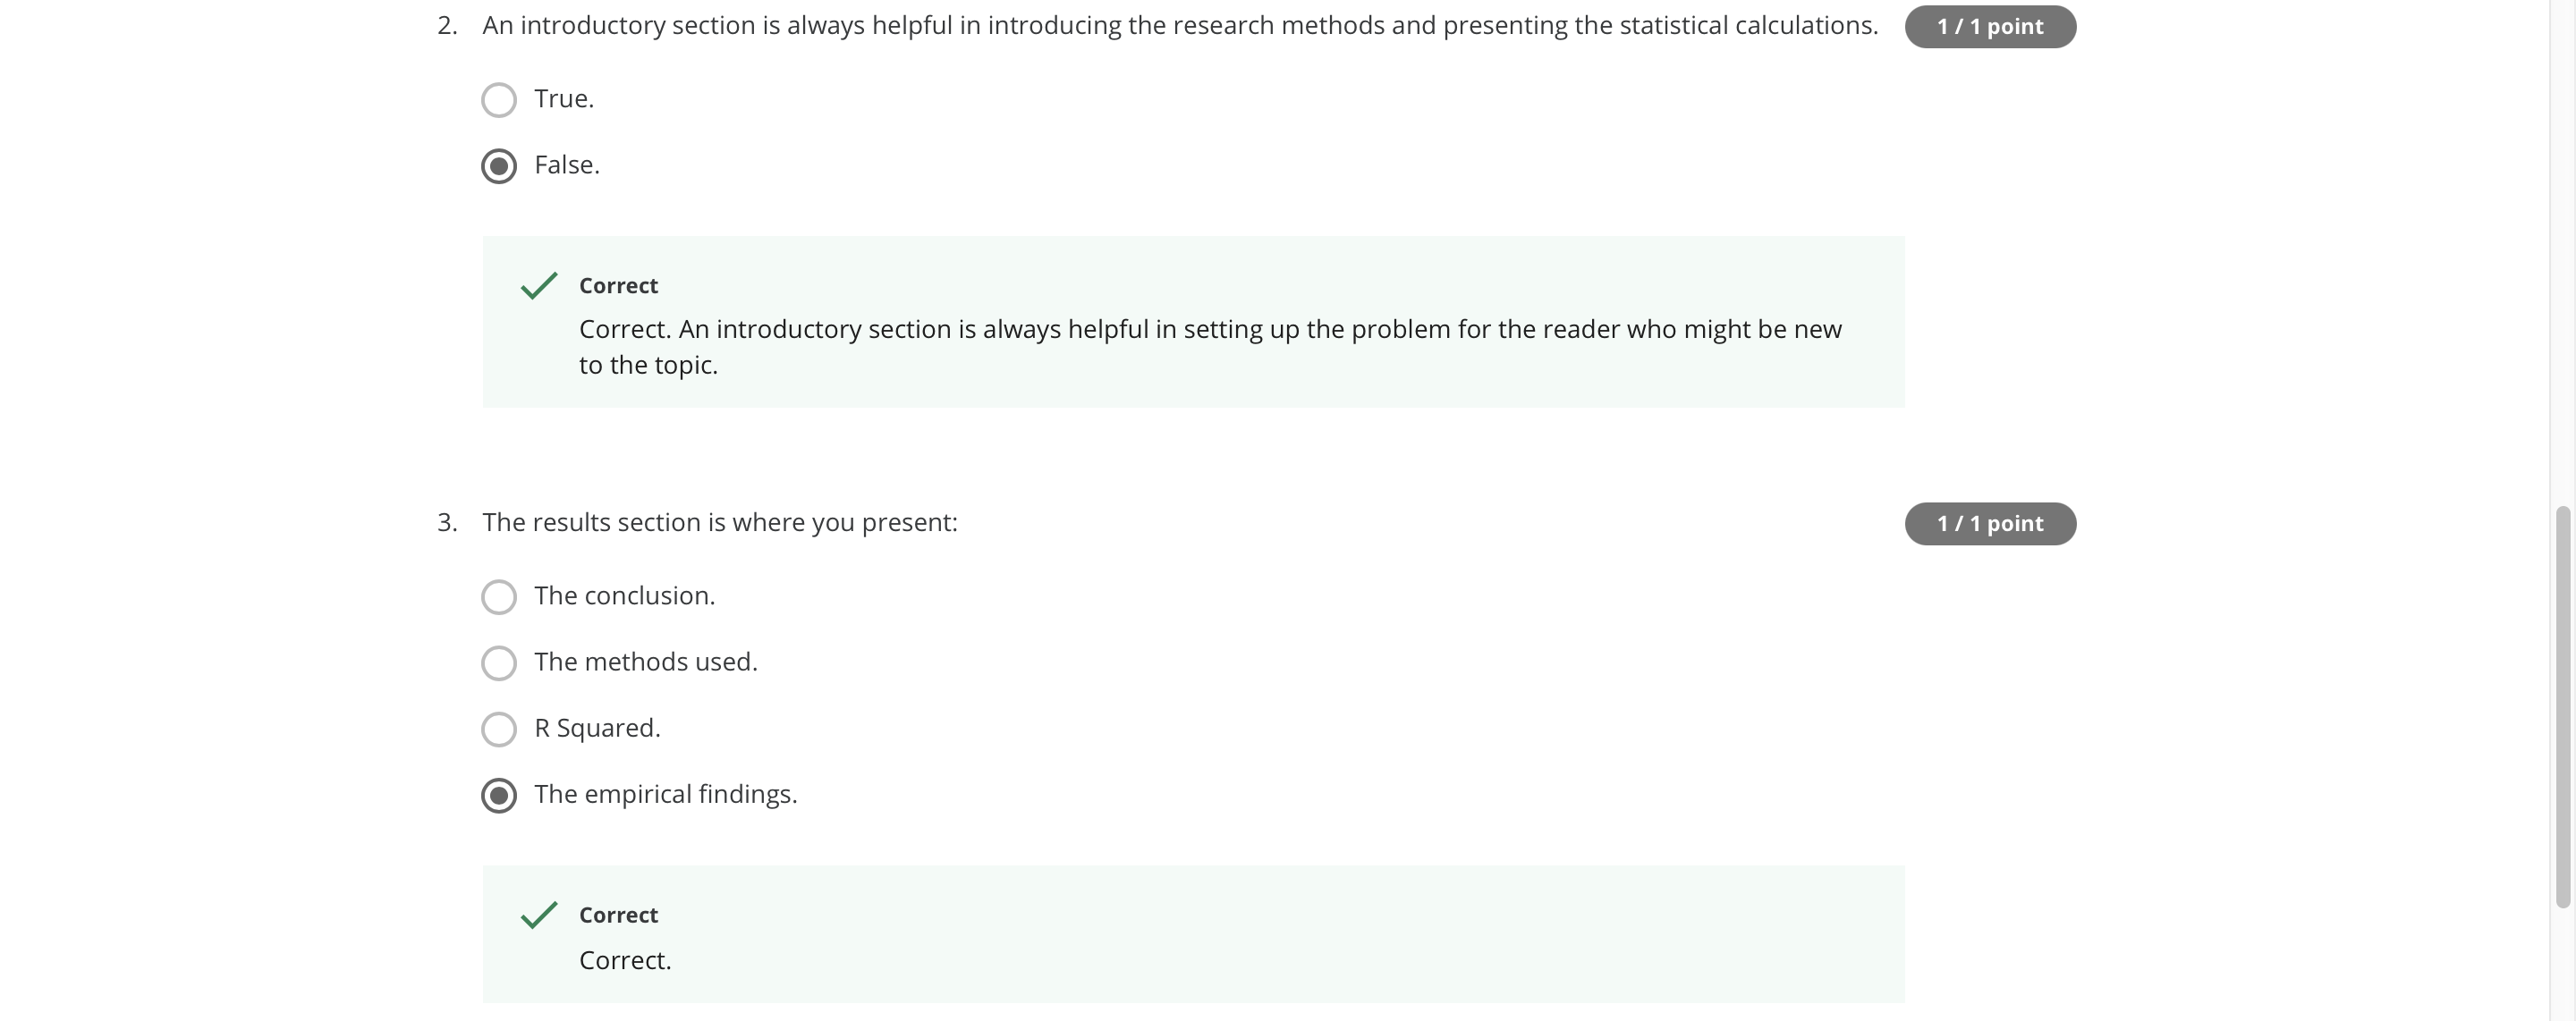 2. An introductory section is always helpful in introducing the research methods and presenting the statistical calculations. 1 / 1 point
True.
False.
Correct
Correct. An introductory section is always helpful in setting up the problem for the reader who might be new
to the topic.
3. The results section is where you present: 1 / 1 point
The conclusion.
The methods used.
R Squared.
The empirical findings.
Correct
Correct.